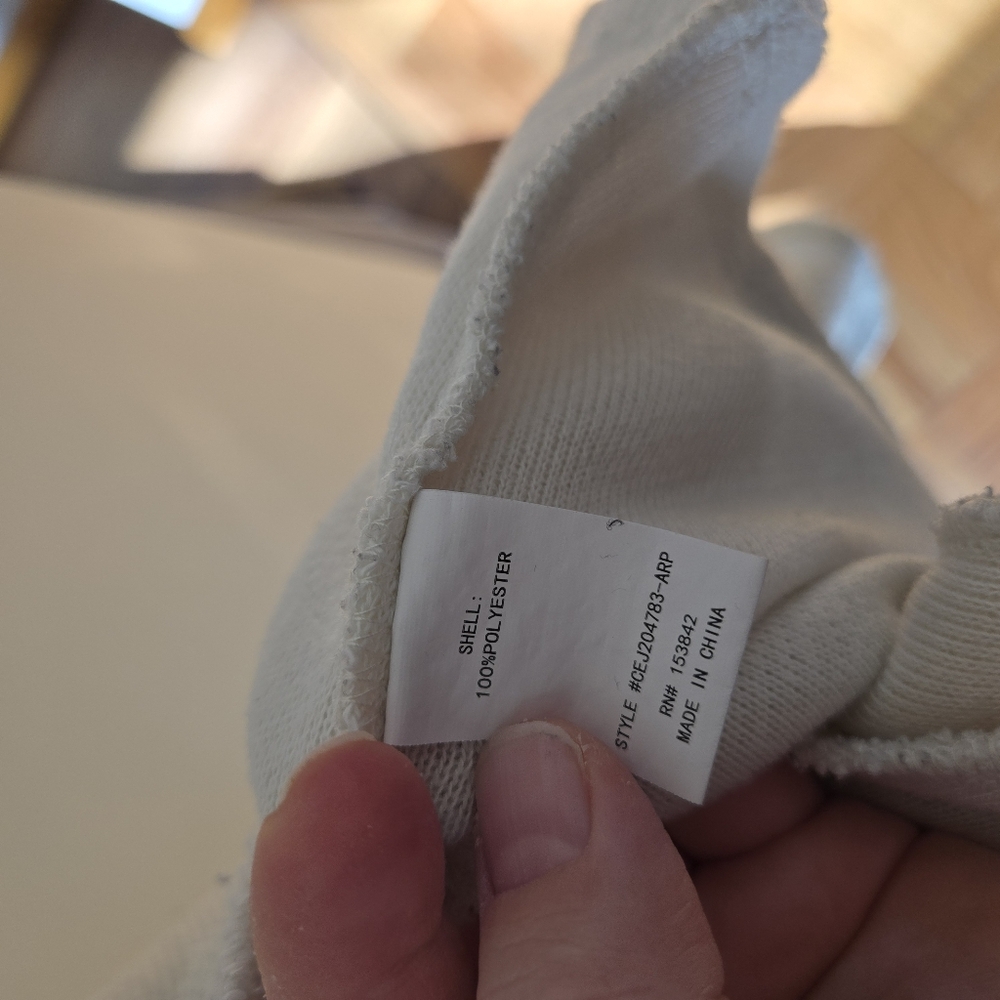 SHELL:
100%POLYESTER
STYLE #CEJ204783-ARP
RN# 153842
MADE IN CHINA